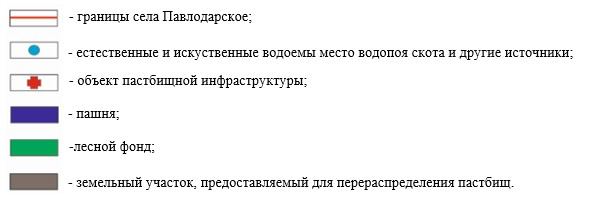 - границы села Павлодарское;
- естественные и искуственные водоемы место водопоя скота и другие источники;
- объект пастбищной инфраструктуры;
- пашня;
-лесной фонд;
- земельный участок, предоставляемый для перераспределения пастбищ.